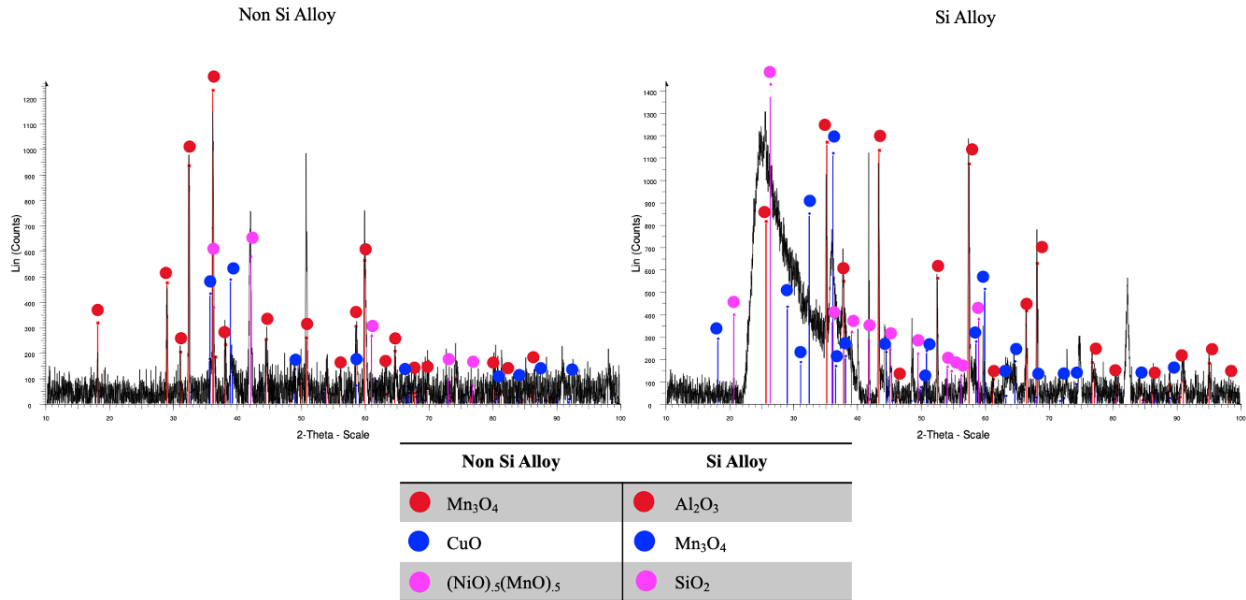 Non Si Alloy
Si Alloy
Lin (Counts)
1200
1100
1000
900
800
700
600
500
400
300
200
100
0
10 20 30 40 50 60 70 80 90 100
2-Theta - Scale
Lin (Counts)
1400
1300
1200
1100
1000
900
800
700
600
500
400
300
200
100
0
10 20 30 40 50 60 70 80 90 100
2-Theta - Scale
Non Si Alloy Si Alloy
Mn₃O₄ Al₂O₃
CuO Mn₃O₄
(NiO).₅(MnO).₅ SiO₂